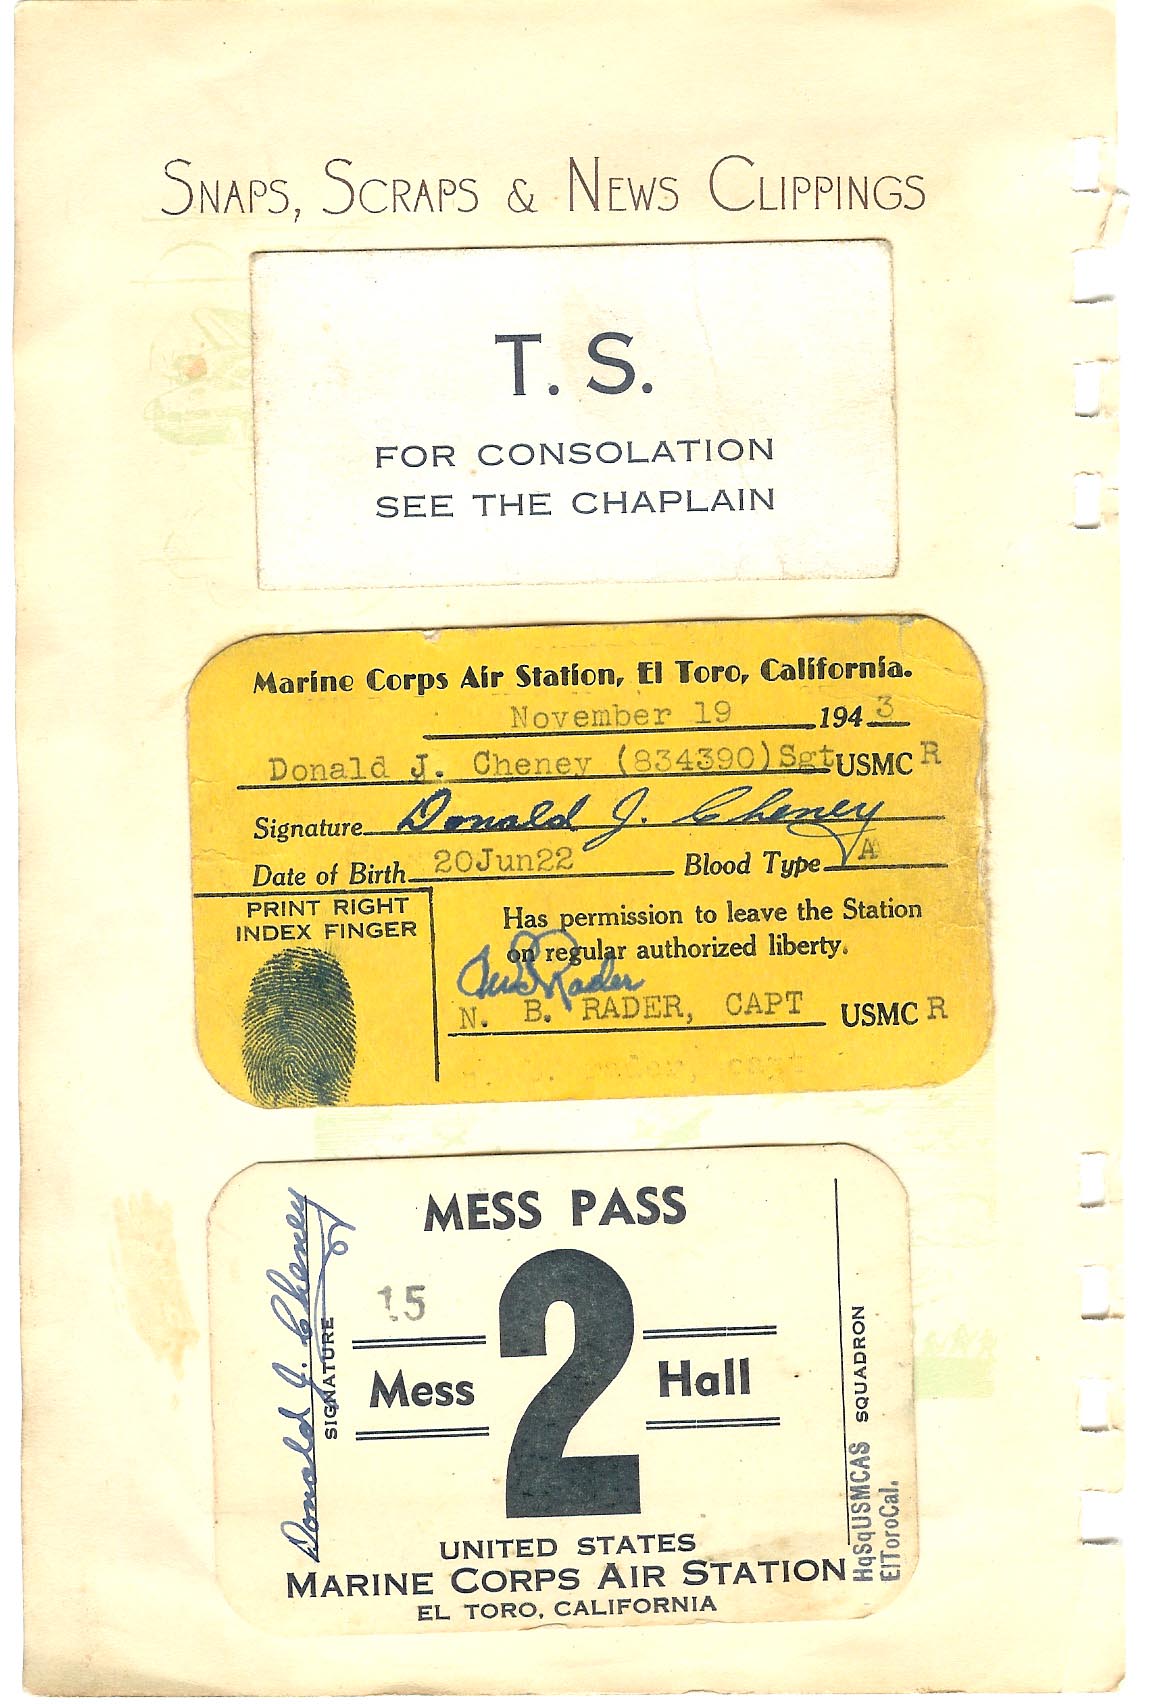 SNAPS, SCRAPS & NEWS CLIPPINGS
T. S.
FOR CONSOLATION
SEE THE CHAPLAIN
Marine Corps Air Station, El Toro, California.
November 19 1943
Donald J. Cheney (834390) Sgt USMC R
Signature Donald J. Cheney
Date of Birth 20Jun22 Blood Type A
PRINT RIGHT
INDEX FINGER
Has permission to leave the Station
on regular authorized liberty.
N. B. RADER, CAPT USMC R
MESS PASS
15
Mess 2 Hall
UNITED STATES
MARINE CORPS AIR STATION
EL TORO, CALIFORNIA
Donald J. Cheney
SIGNATURE
SQUADRON
HqSqUSMCAS
ElToroCal.